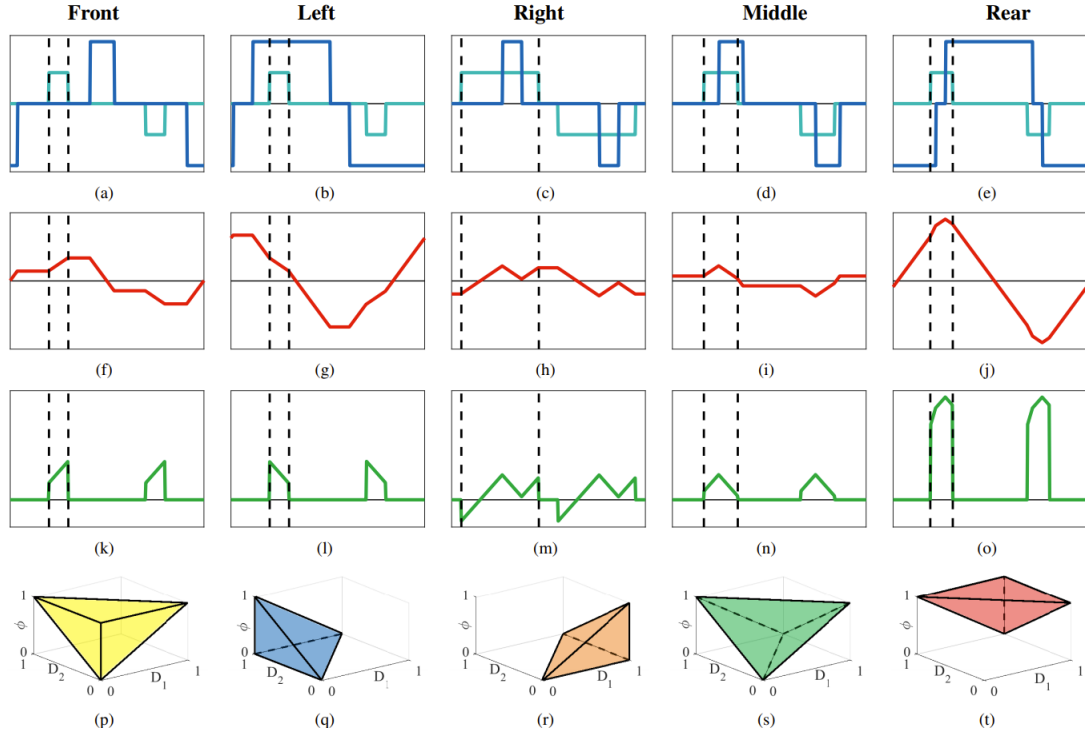 Front Left Right Middle Rear
(a) (b) (c) (d) (e)
(f) (g) (h) (i) (j)
(k) (l) (m) (n) (o)
1 ϕ 0 1 D2 0 0 D1 1
1 ϕ 0 1 D2 0 0 D1 1
1 ϕ 0 1 D2 0 0 D1 1
1 ϕ 0 1 D2 0 0 D1 1
1 ϕ 0 1 D2 0 0 D1 1
(p) (q) (r) (s) (t)